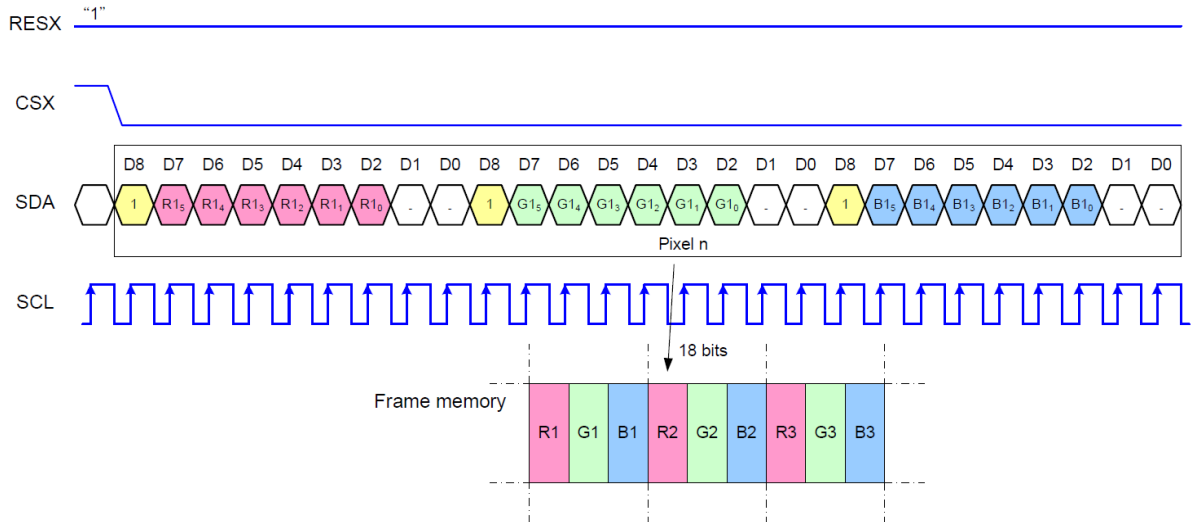 RESX “1”
CSX
D8 D7 D6 D5 D4 D3 D2 D1 D0 D8 D7 D6 D5 D4 D3 D2 D1 D0 D8 D7 D6 D5 D4 D3 D2 D1 D0
SDA 1 R1₅ R1₄ R1₃ R1₂ R1₁ R1₀ - - 1 G1₅ G1₄ G1₃ G1₂ G1₁ G1₀ - - 1 B1₅ B1₄ B1₃ B1₂ B1₁ B1₀ - -
Pixel n
SCL
18 bits
Frame memory
R1 G1 B1 R2 G2 B2 R3 G3 B3